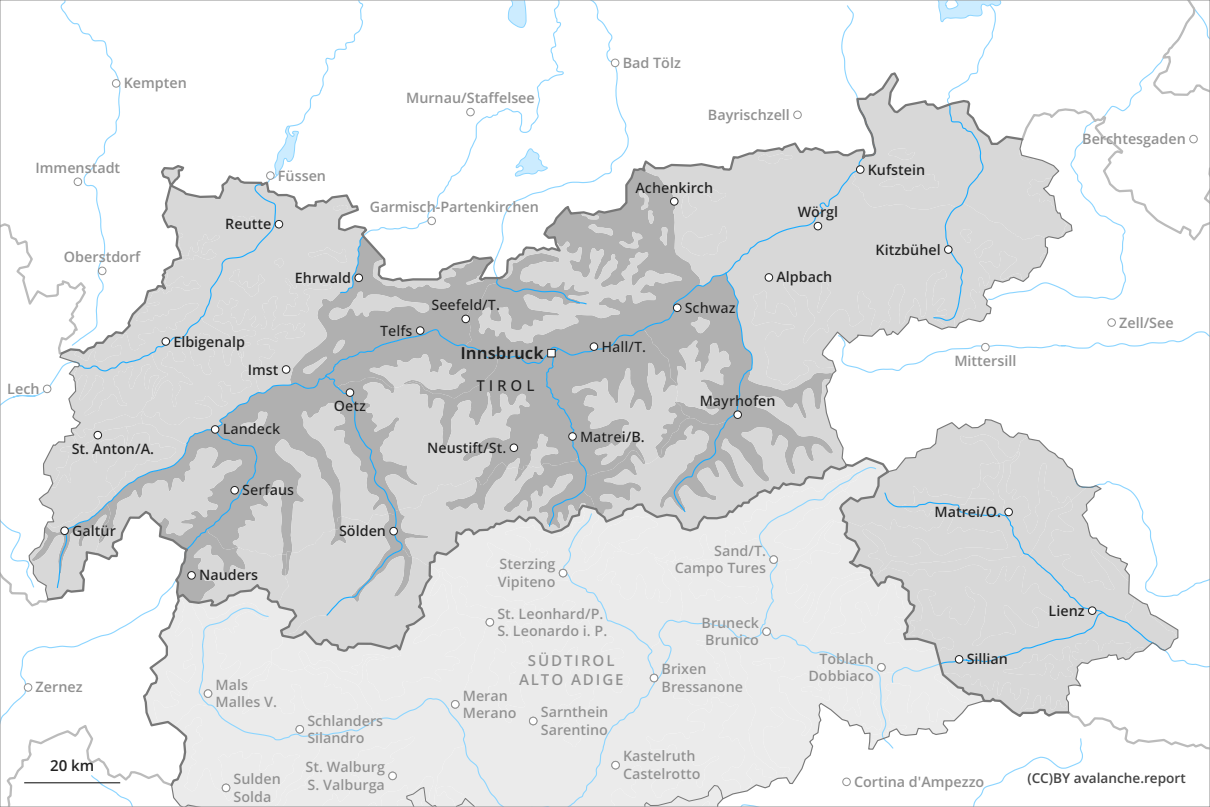 Kempten
Bad Tölz
Murnau/Staffelsee
Bayrischzell
Berchtesgaden
Immenstadt
Füssen
Kufstein
Achenkirch
Garmisch-Partenkirchen
Wörgl
Reutte
Kitzbühel
Oberstdorf
Ehrwald
Alpbach
Seefeld/T.
Schwaz
Telfs
Zell/See
Elbigenalp
Hall/T.
Innsbruck
Mittersill
Imst
TIROL
Lech
Oetz
Mayrhofen
Landeck
Matrei/B.
St. Anton/A.
Neustift/St.
Serfaus
Matrei/O.
Galtür
Sölden
Sand/T.
Campo Tures
Sterzing
Vipiteno
Nauders
Lienz
St. Leonhard/P.
S. Leonardo i. P.
Bruneck
Brunico
SÜDTIROL
ALTO ADIGE
Toblach
Dobbiaco
Sillian
Brixen
Bressanone
Zernez
Mals
Malles V.
Meran
Merano
Sarnthein
Sarentino
Schlanders
Silandro
Kastelruth
Castelrotto
20 km
St. Walburg
S. Valburga
Sulden
Solda
Cortina d'Ampezzo
(CC)BY avalanche.report